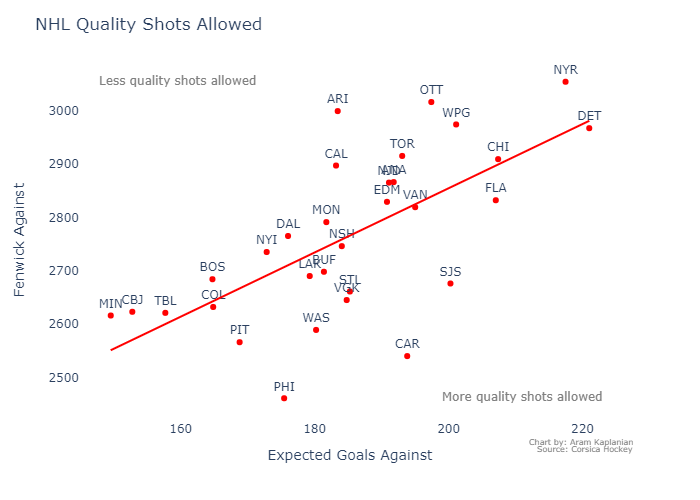 NHL Quality Shots Allowed
Less quality shots allowed
NYR
OTT
ARI
WPG
DET
3000
TOR
CHI
CAL
2900
NJD
ANA
EDM
VAN
FLA
MON
2800
DAL
NSH
NYI
BUF
BOS
LAK
2700
STL
SJS
VGK
MIN
CBJ
TBL
COL
2600
WAS
PIT
CAR
2500
PHI
More quality shots allowed
Fenwick Against
160
180
200
220
Expected Goals Against
Chart by: Aram Kaplanian
Source: Corsica Hockey